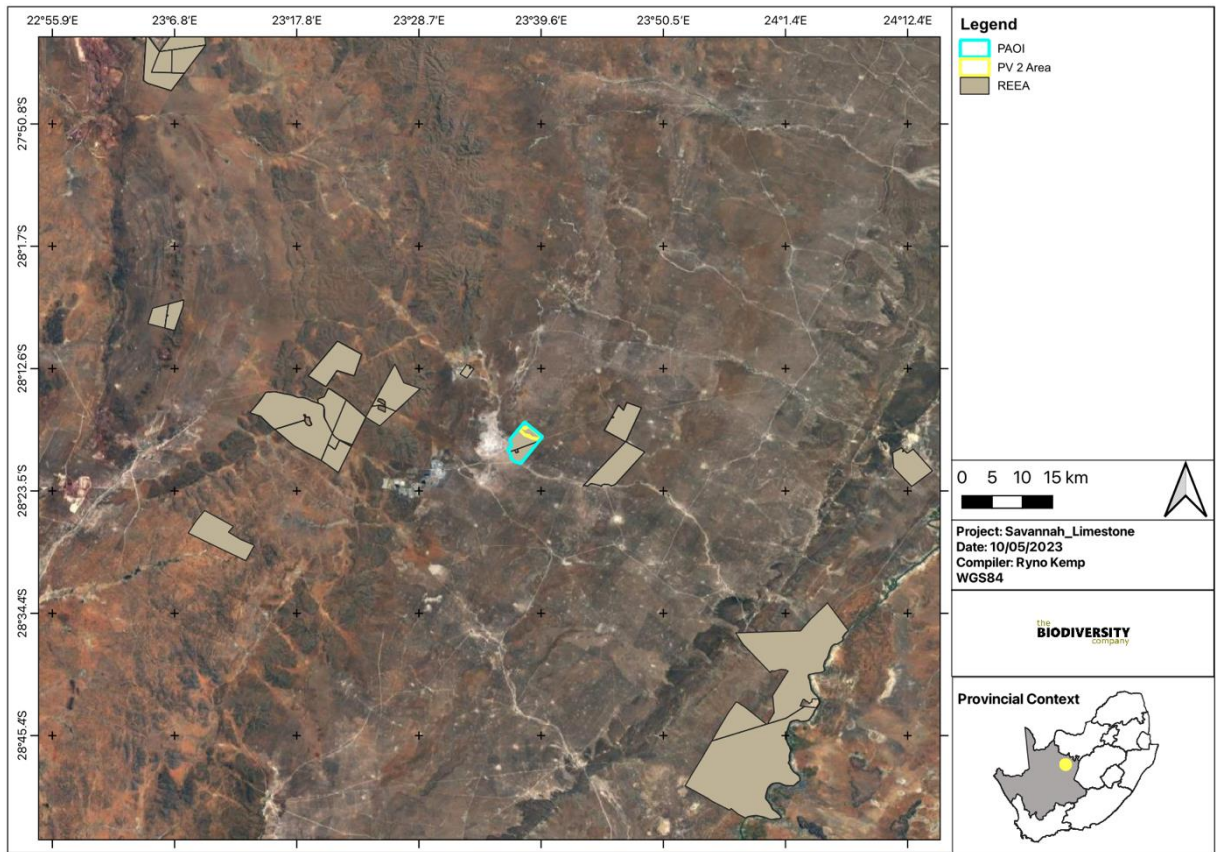 22°55.9'E 23°6.8'E 23°17.8'E 23°28.7'E 23°39.6'E 23°50.5'E 24°1.4'E 24°12.4'E
27°50.8'S
28°1.7'S
28°12.6'S
28°23.5'S
28°34.4'S
28°45.4'S
Legend
PAOI
PV 2 Area
REEA
0 5 10 15 km
Project: Savannah_Limestone
Date: 10/05/2023
Compiler: Ryno Kemp
WGS84
the
BIODIVERSITY
company
Provincial Context